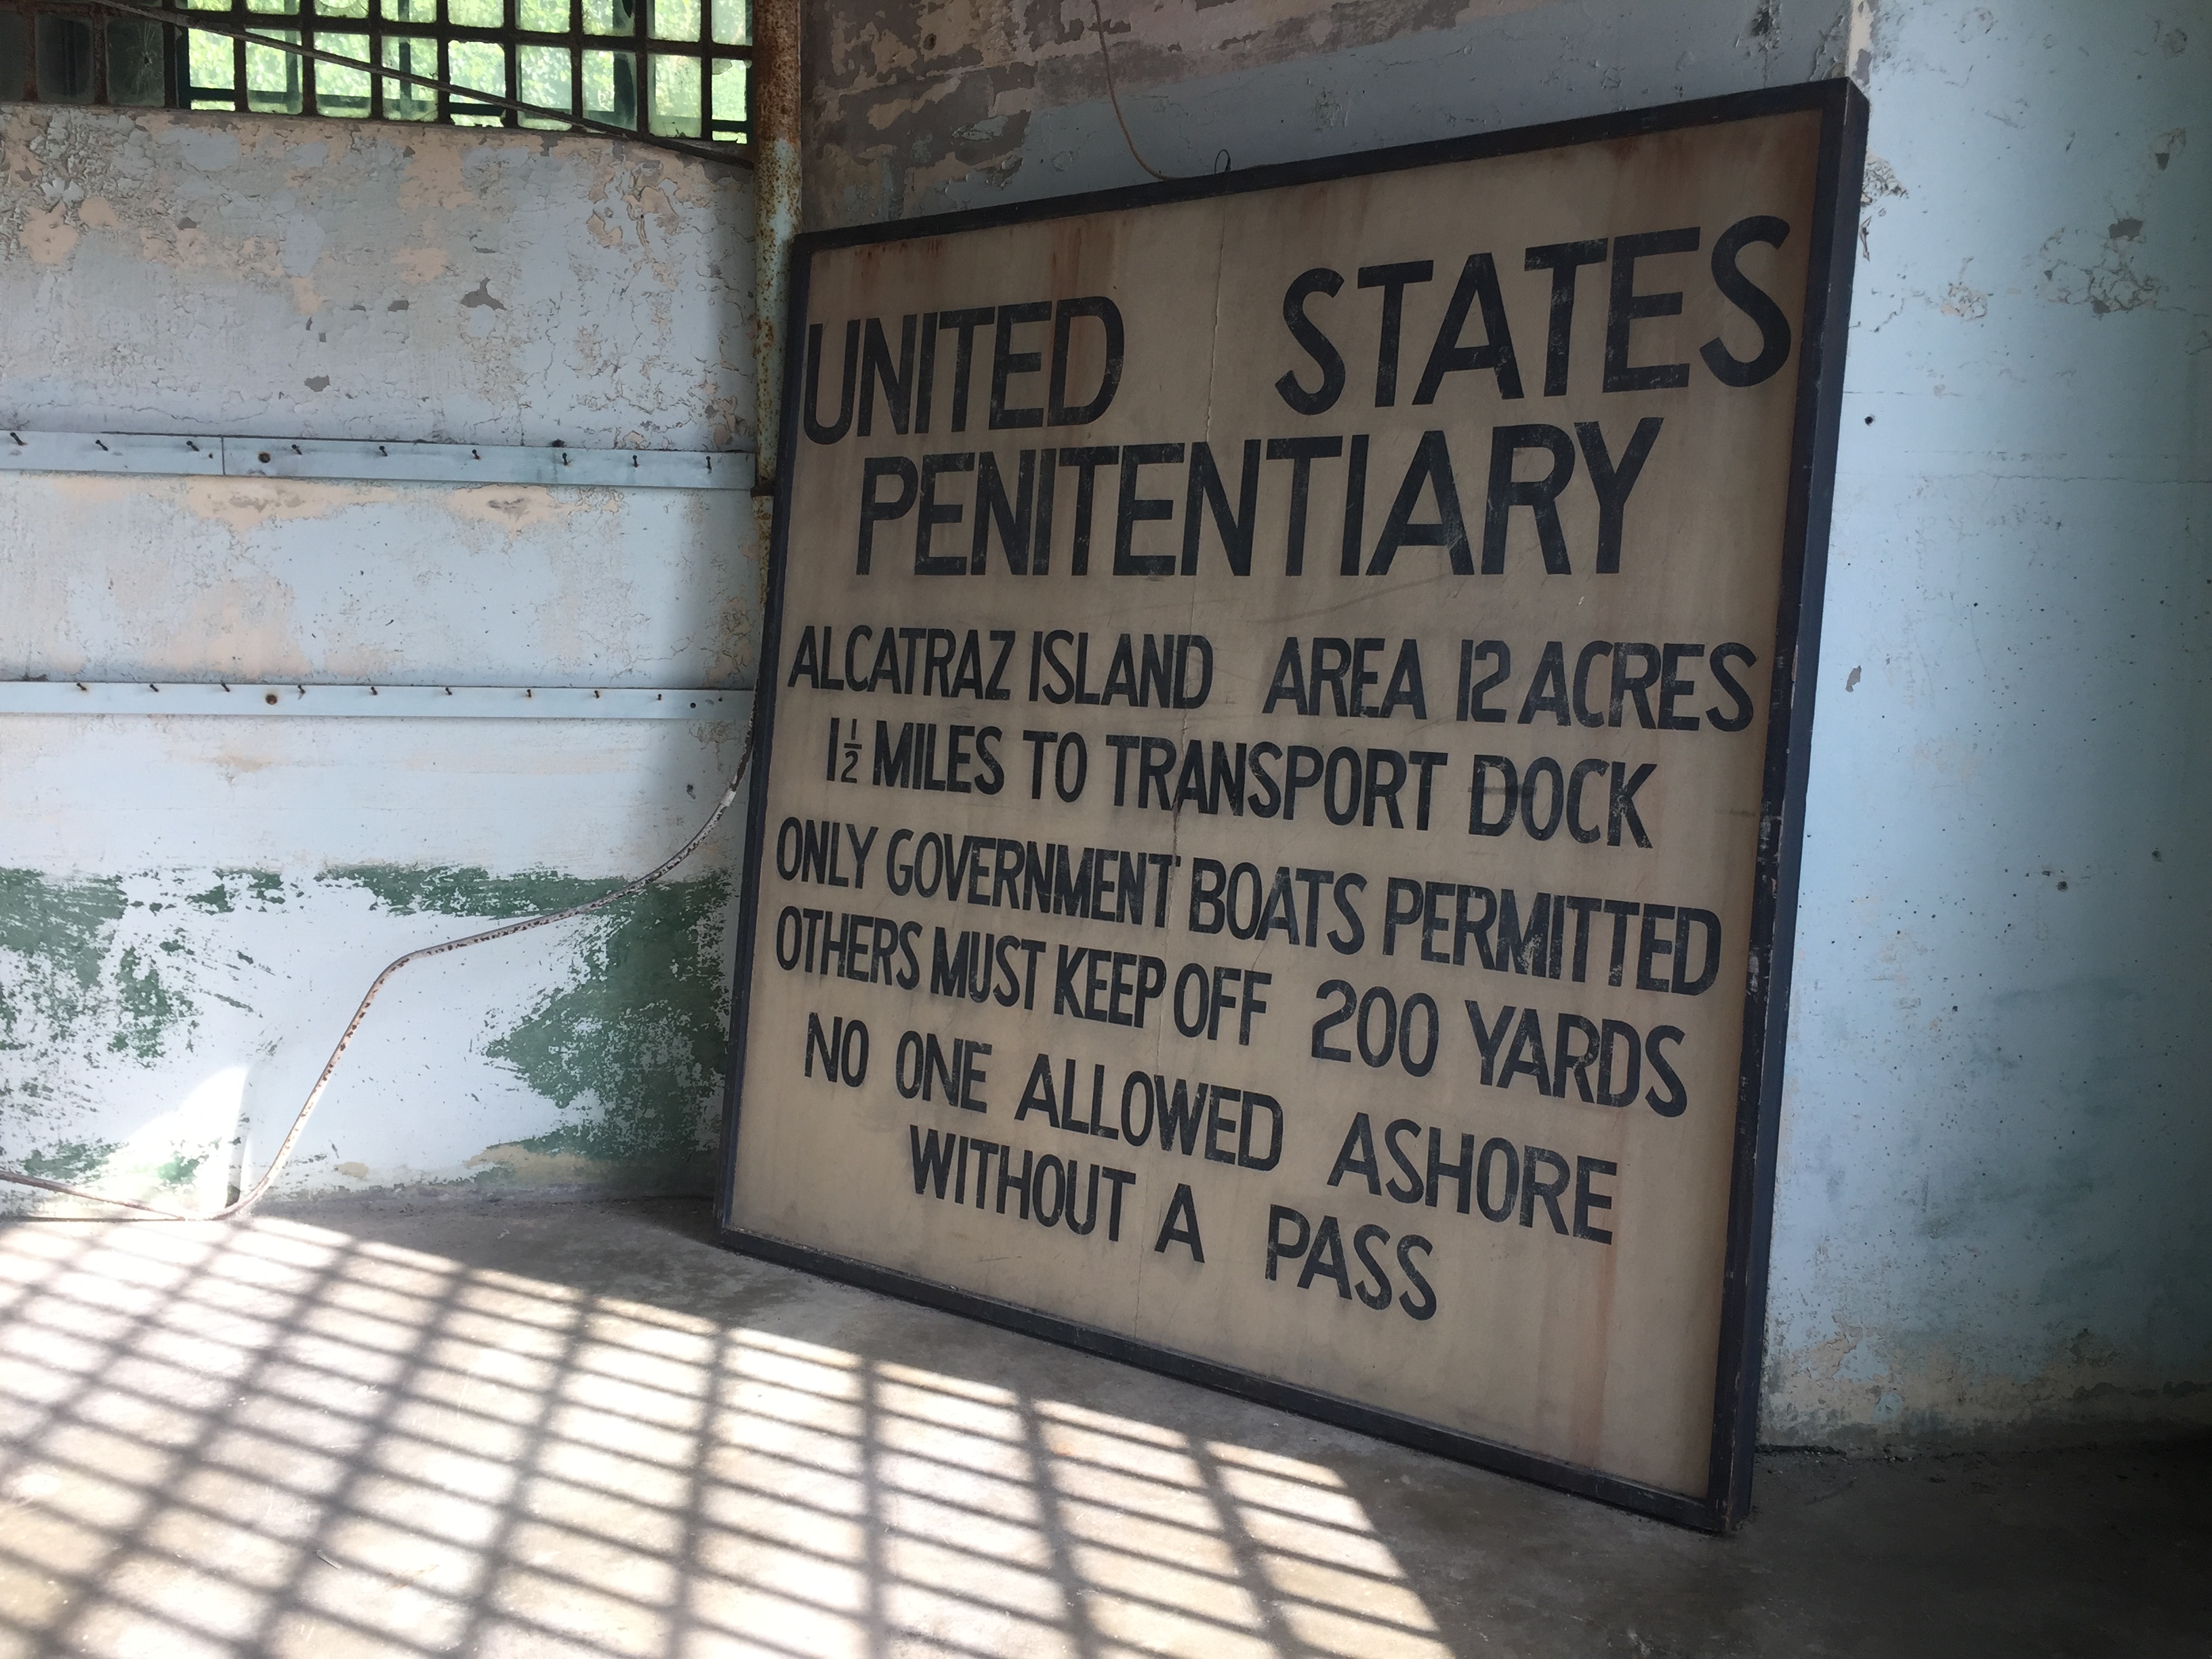 UNITED STATES
PENITENTIARY
ALCATRAZ ISLAND AREA 12 ACRES
1½ MILES TO TRANSPORT DOCK
ONLY GOVERNMENT BOATS PERMITTED
OTHERS MUST KEEP OFF 200 YARDS
NO ONE ALLOWED ASHORE
WITHOUT A PASS